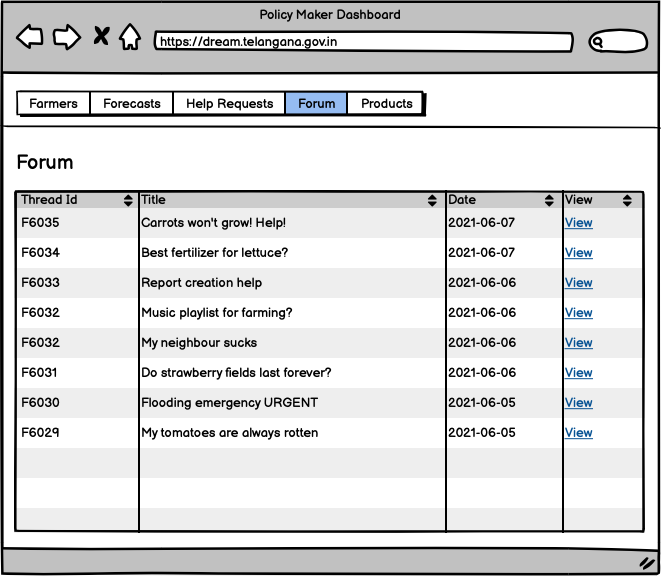 Policy Maker Dashboard
https://dream.telangana.gov.in
Farmers Forecasts Help Requests Forum Products
Forum
Thread Id Title Date View
F6035 Carrots won't grow! Help! 2021-06-07 View
F6034 Best fertilizer for lettuce? 2021-06-07 View
F6033 Report creation help 2021-06-06 View
F6032 Music playlist for farming? 2021-06-06 View
F6032 My neighbour sucks 2021-06-06 View
F6031 Do strawberry fields last forever? 2021-06-06 View
F6030 Flooding emergency URGENT 2021-06-05 View
F6029 My tomatoes are always rotten 2021-06-05 View